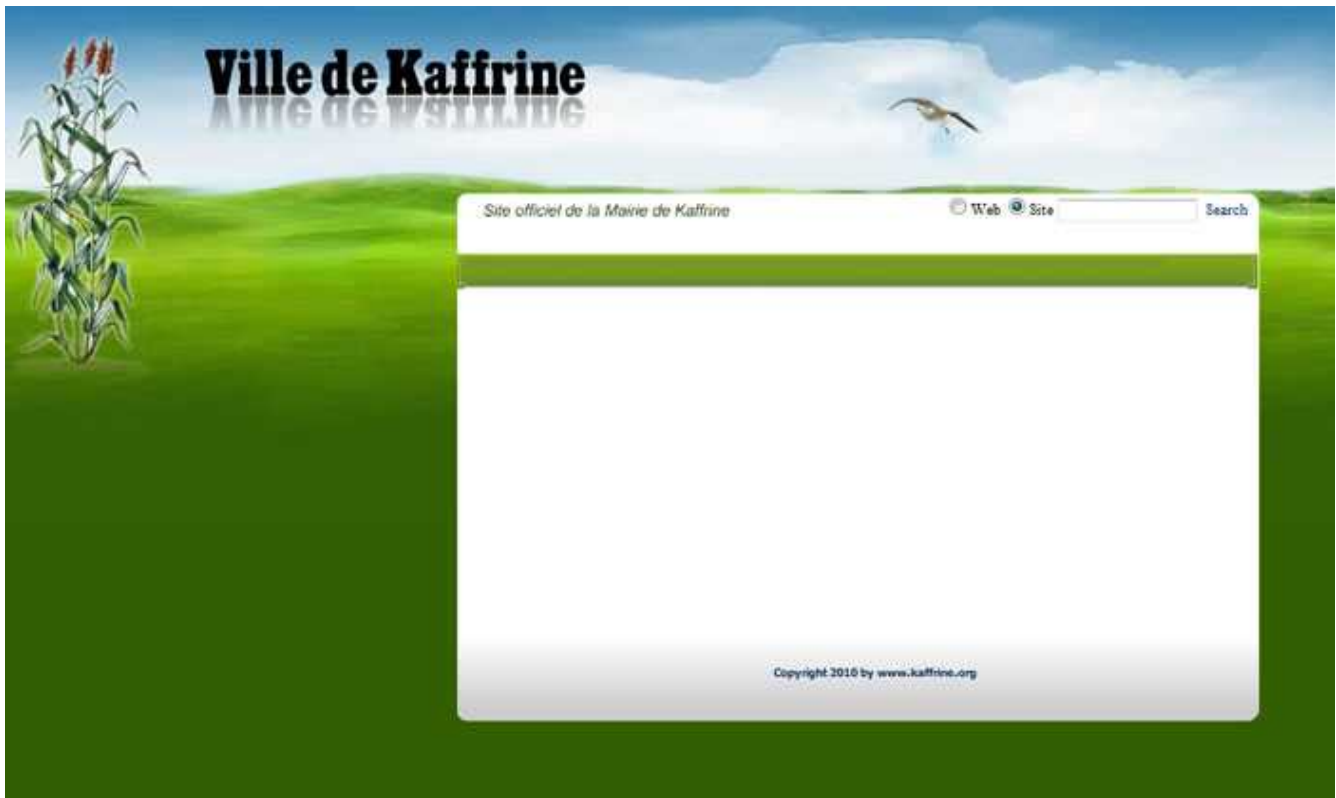 Ville de Kaffrine
Site officiel de la Mairie de Kaffrine
Web Site Search
Copyright 2010 by www.kaffrine.org